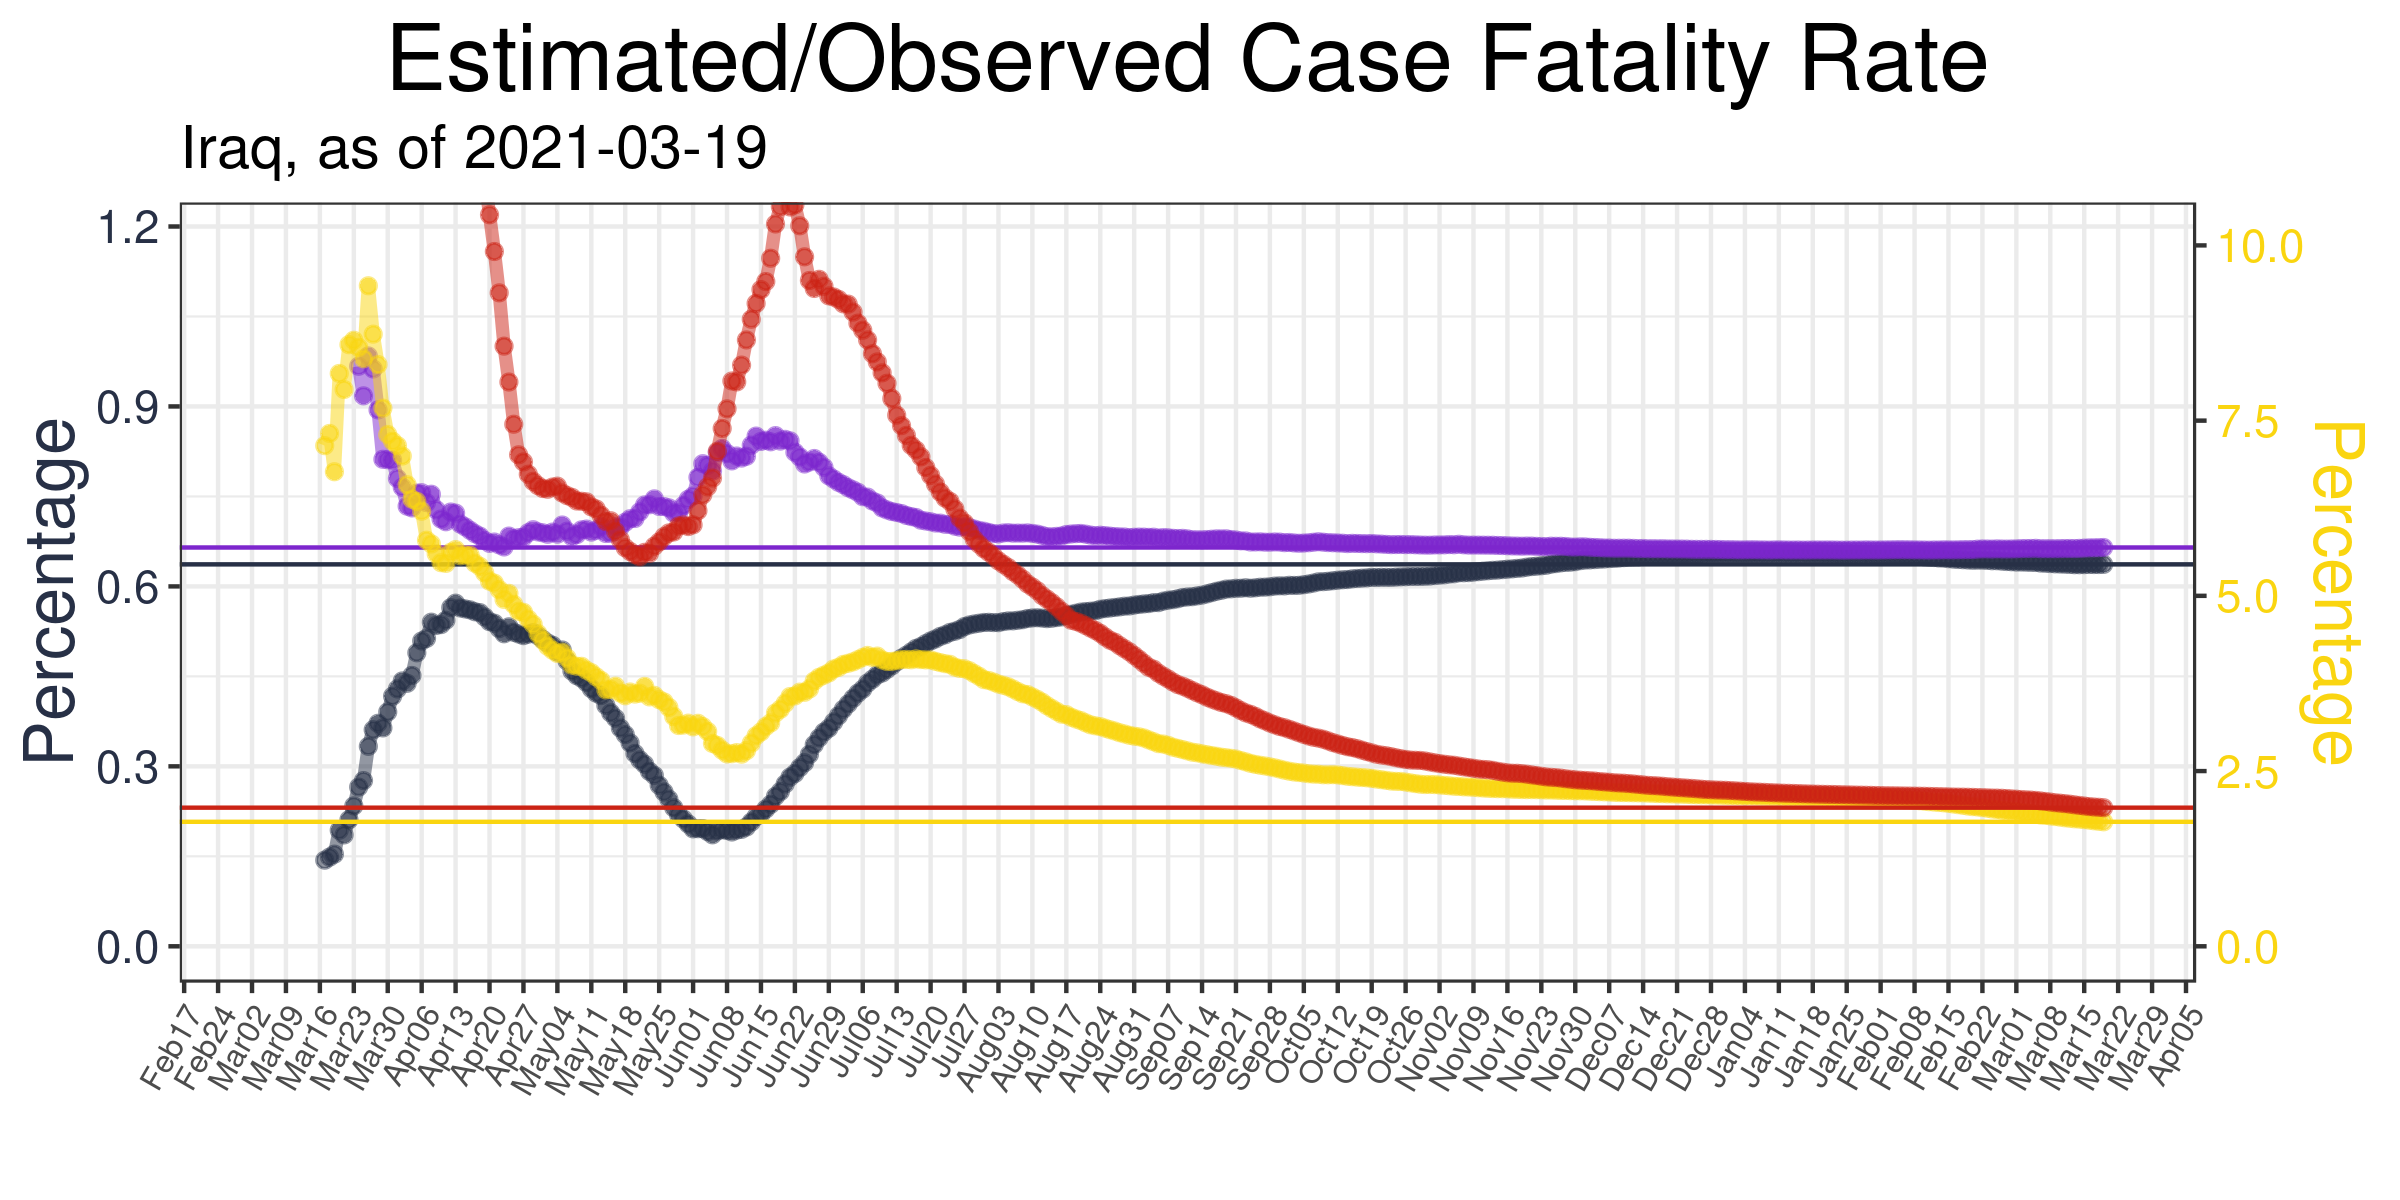 Estimated/Observed Case Fatality Rate
Iraq, as of 2021-03-19
1.2
0.9
0.6
0.3
0.0
Percentage
10.0
7.5
5.0
2.5
0.0
Percentage
Feb17
Feb24
Mar02
Mar09
Mar16
Mar23
Mar30
Apr06
Apr13
Apr20
Apr27
May04
May11
May18
May25
Jun01
Jun08
Jun15
Jun22
Jun29
Jul06
Jul13
Jul20
Jul27
Aug03
Aug10
Aug17
Aug24
Aug31
Sep07
Sep14
Sep21
Sep28
Oct05
Oct12
Oct19
Oct26
Nov02
Nov09
Nov16
Nov23
Nov30
Dec07
Dec14
Dec21
Dec28
Jan04
Jan11
Jan18
Jan25
Feb01
Feb08
Feb15
Feb22
Mar01
Mar08
Mar15
Mar22
Mar29
Apr05